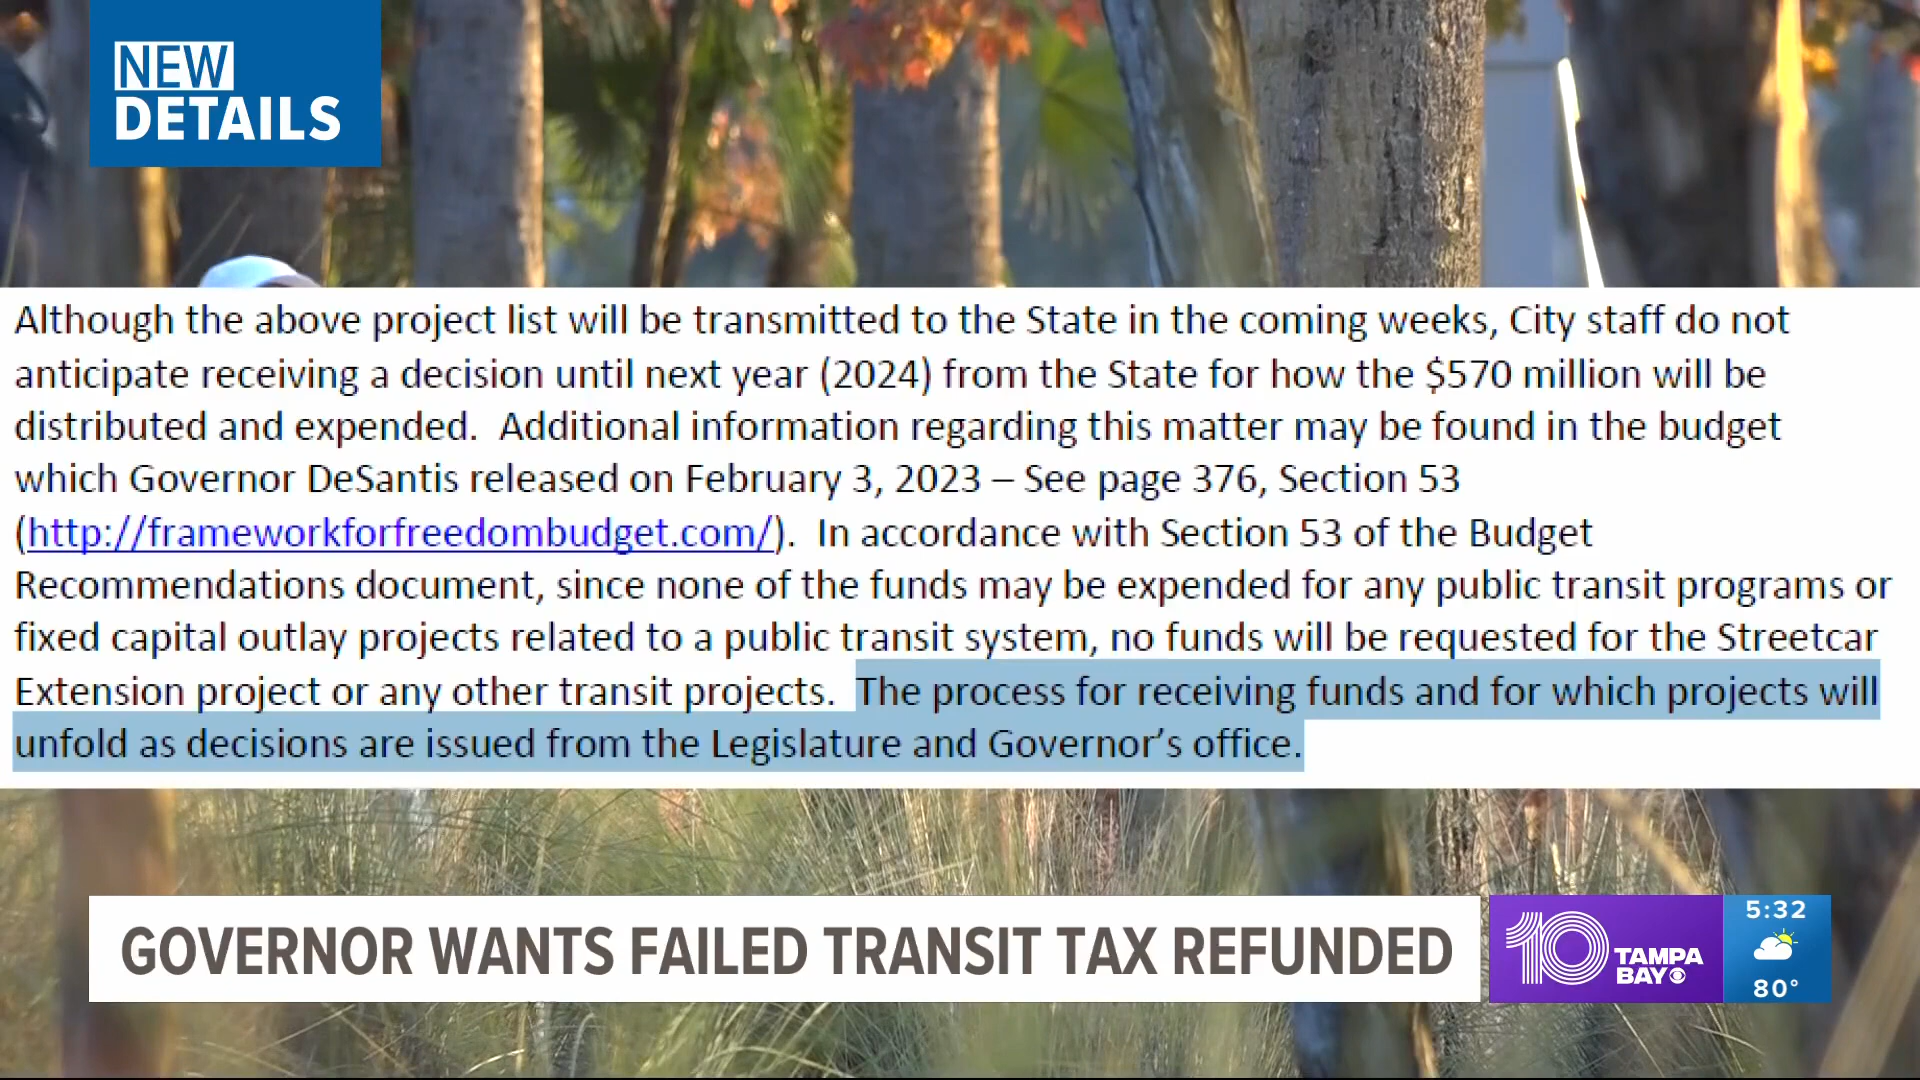 NEW
DETAILS
Although the above project list will be transmitted to the State in the coming weeks, City staff do not
anticipate receiving a decision until next year (2024) from the State for how the $570 million will be
distributed and expended.  Additional information regarding this matter may be found in the budget
which Governor DeSantis released on February 3, 2023 – See page 376, Section 53
(http://frameworkforfreedombudget.com/).  In accordance with Section 53 of the Budget
Recommendations document, since none of the funds may be expended for any public transit programs or
fixed capital outlay projects related to a public transit system, no funds will be requested for the Streetcar
Extension project or any other transit projects.  The process for receiving funds and for which projects will
unfold as decisions are issued from the Legislature and Governor’s office.
GOVERNOR WANTS FAILED TRANSIT TAX REFUNDED
10 TAMPA
BAY
5:32
80°